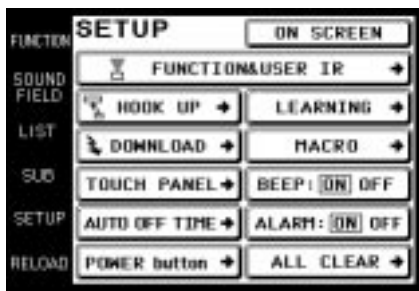 FUNCTION
SOUND
FIELD
LIST
SUB
SETUP
RELOAD
SETUP
ON SCREEN
FUNCTION&USER IR
HOOK UP
LEARNING
DOWNLOAD
MACRO
TOUCH PANEL
BEEP: ON OFF
AUTO OFF TIME
ALARM: ON OFF
POWER button
ALL CLEAR